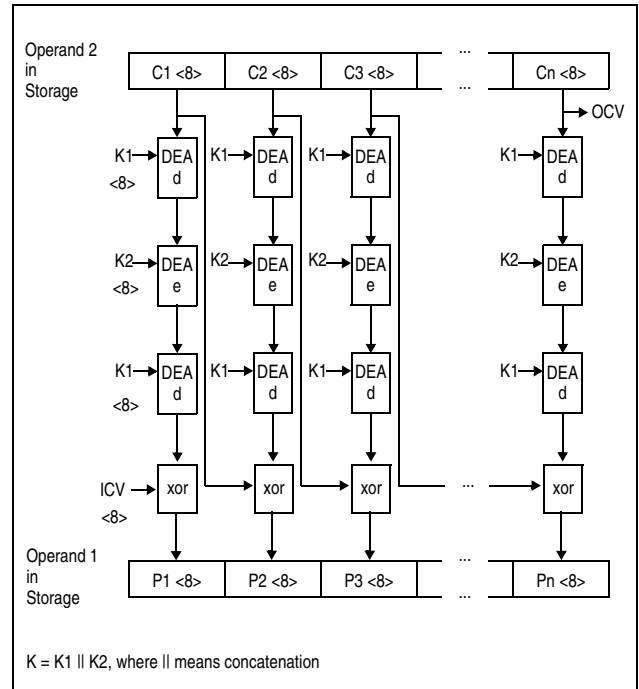 Operand 2
in
Storage
C1 <8> C2 <8> C3 <8> ... ... Cn <8>
OCV
K1 <8> DEA d K1 DEA d K1 DEA d K1 DEA d
K2 <8> DEA e K2 DEA e K2 DEA e K2 DEA e
K1 <8> DEA d K1 DEA d K1 DEA d K1 DEA d
ICV <8> xor xor xor ... xor
Operand 1
in
Storage
P1 <8> P2 <8> P3 <8> ... ... Pn <8>
K = K1 || K2, where || means concatenation